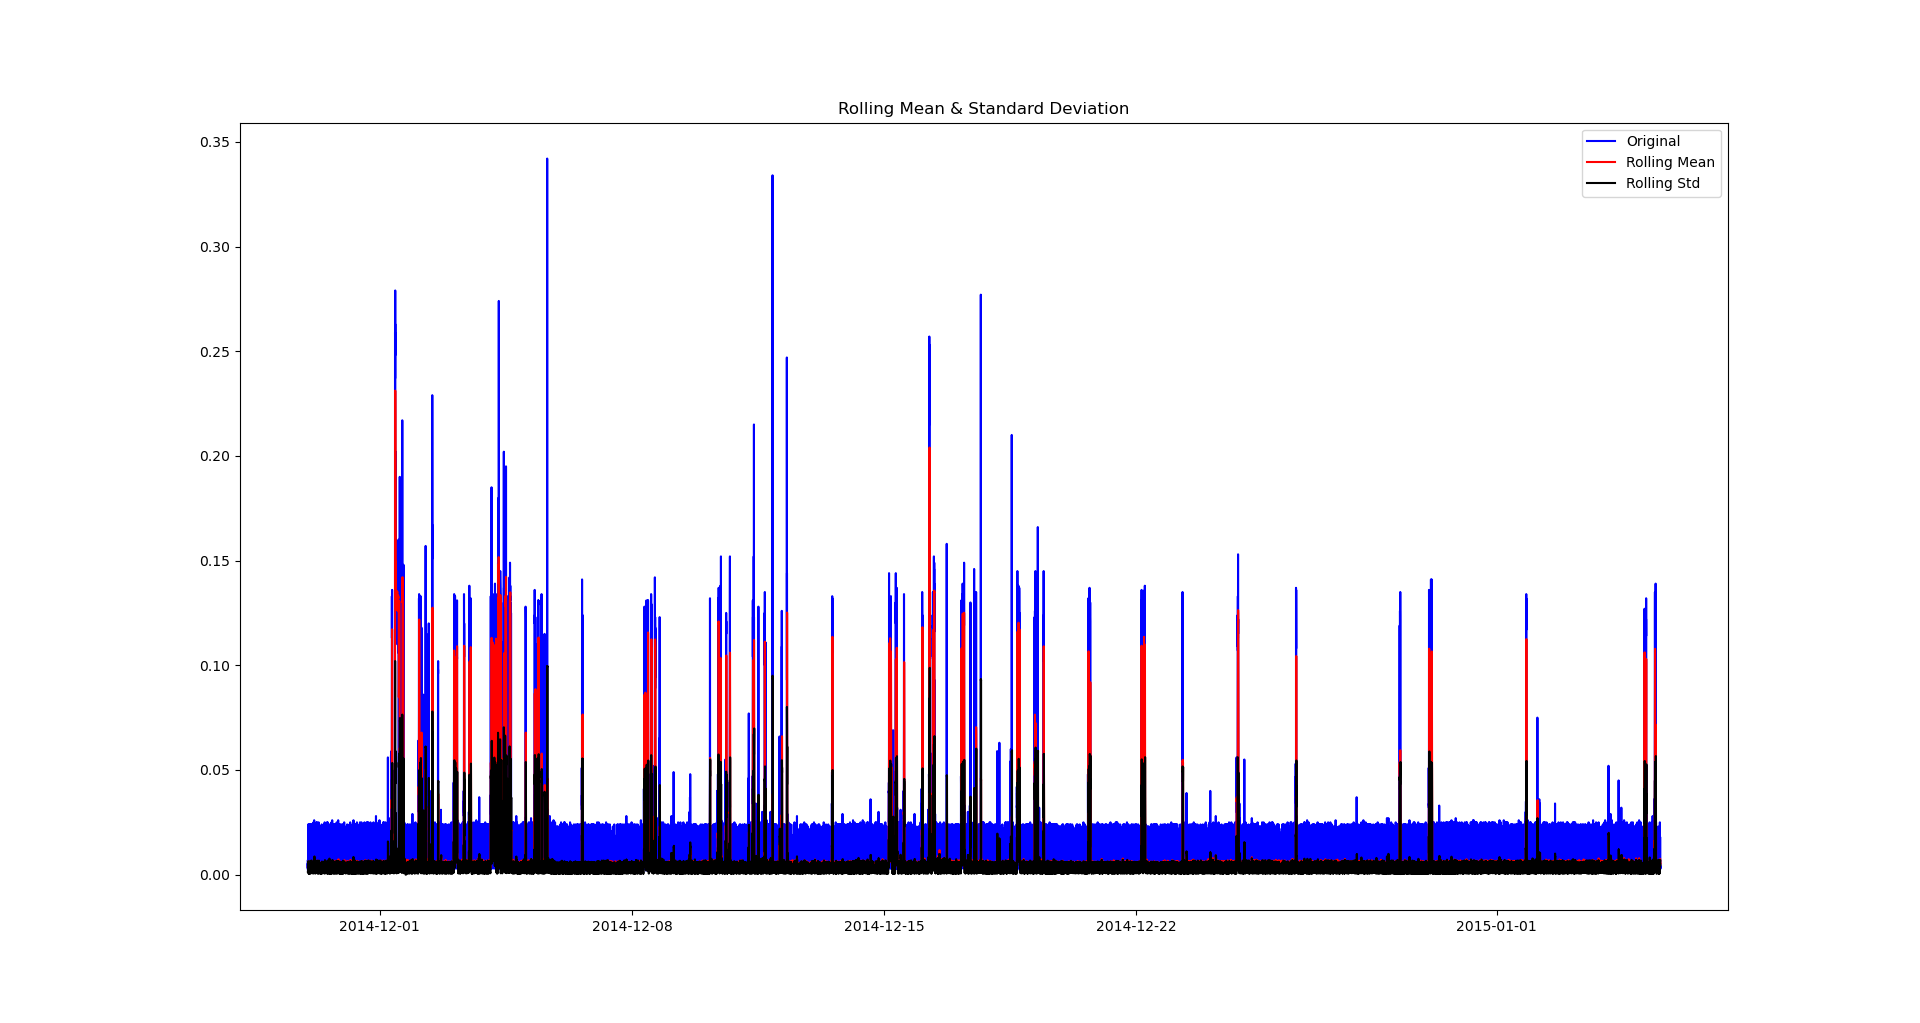 Rolling Mean & Standard Deviation
0.35
0.30
0.25
0.20
0.15
0.10
0.05
0.00
Original
Rolling Mean
Rolling Std
2014-12-01 2014-12-08 2014-12-15 2014-12-22 2015-01-01